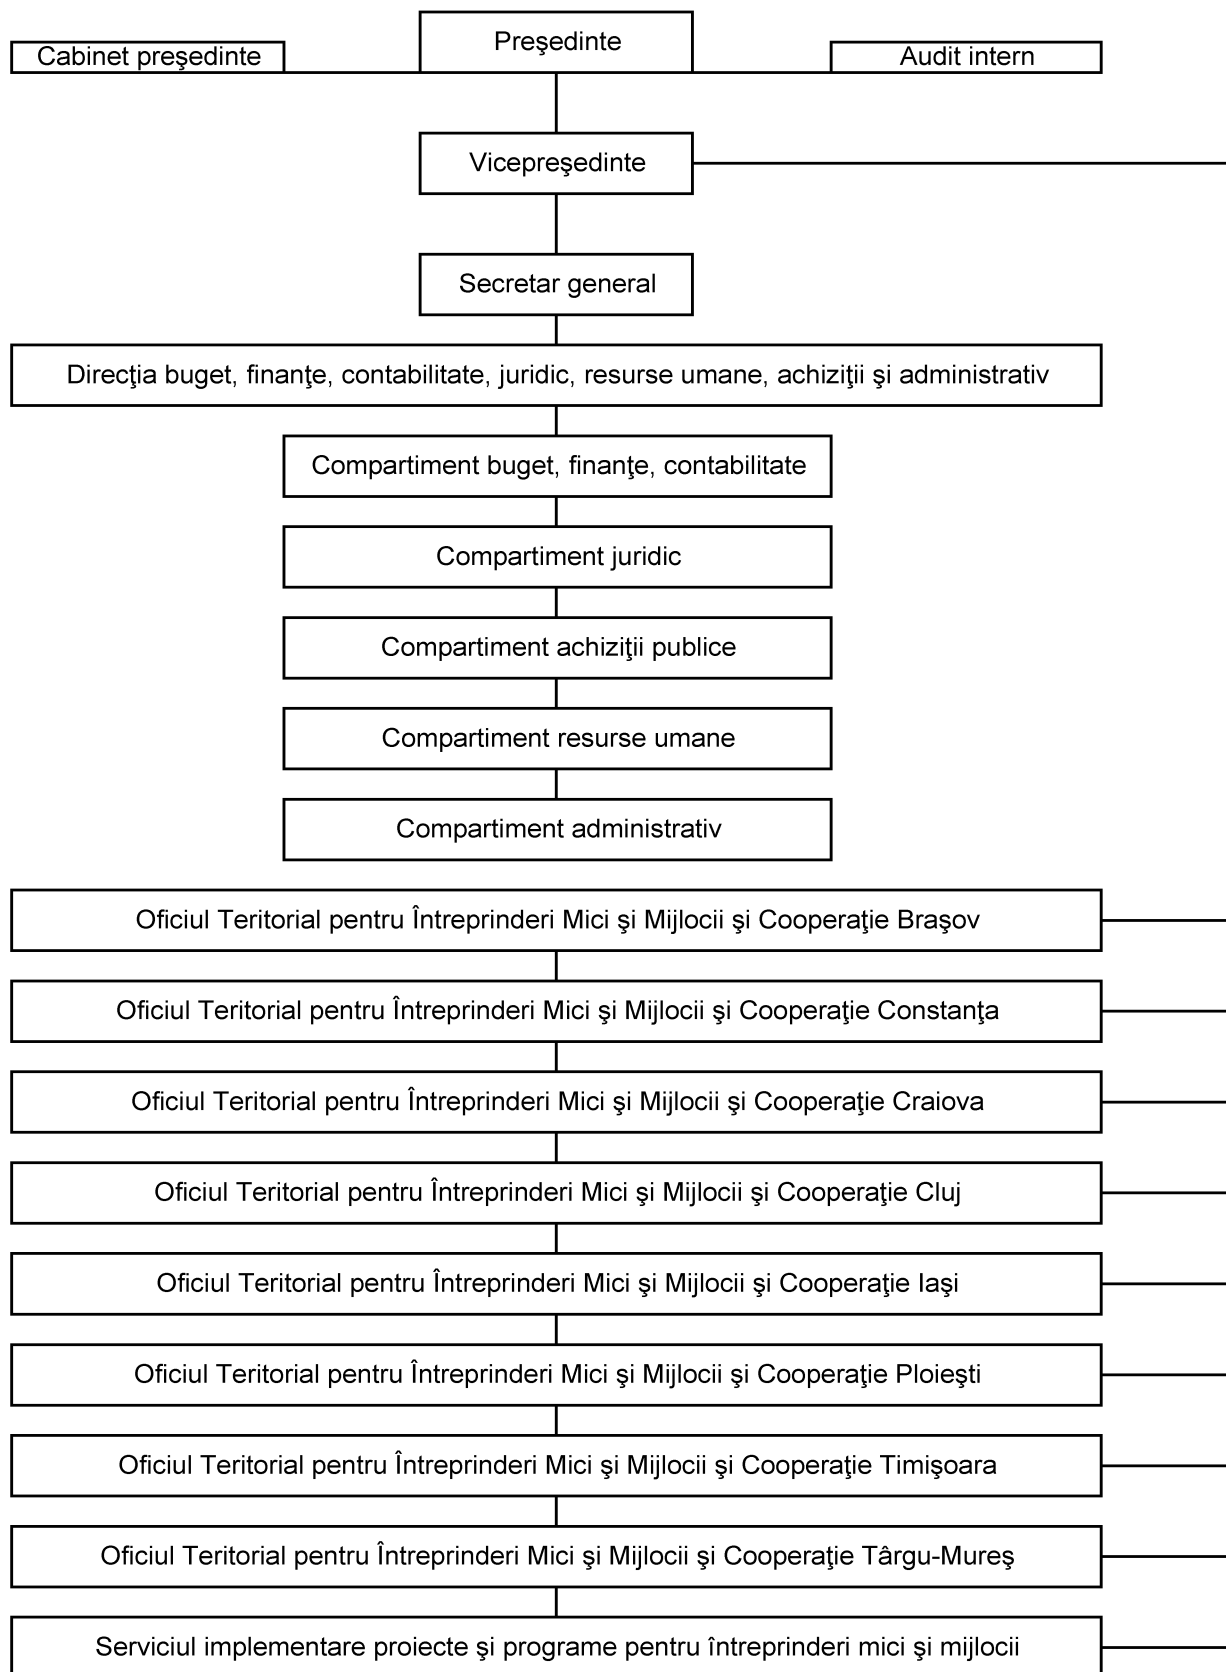 Preşedinte
Cabinet preşedinte
Audit intern
Vicepreşedinte
Secretar general
Direcţia buget, finanţe, contabilitate, juridic, resurse umane, achiziţii şi administrativ
Compartiment buget, finanţe, contabilitate
Compartiment juridic
Compartiment achiziţii publice
Compartiment resurse umane
Compartiment administrativ
Oficiul Teritorial pentru Întreprinderi Mici şi Mijlocii şi Cooperaţie Braşov
Oficiul Teritorial pentru Întreprinderi Mici şi Mijlocii şi Cooperaţie Constanţa
Oficiul Teritorial pentru Întreprinderi Mici şi Mijlocii şi Cooperaţie Craiova
Oficiul Teritorial pentru Întreprinderi Mici şi Mijlocii şi Cooperaţie Cluj
Oficiul Teritorial pentru Întreprinderi Mici şi Mijlocii şi Cooperaţie Iaşi
Oficiul Teritorial pentru Întreprinderi Mici şi Mijlocii şi Cooperaţie Ploieşti
Oficiul Teritorial pentru Întreprinderi Mici şi Mijlocii şi Cooperaţie Timişoara
Oficiul Teritorial pentru Întreprinderi Mici şi Mijlocii şi Cooperaţie Târgu-Mureş
Serviciul implementare proiecte şi programe pentru întreprinderi mici şi mijlocii